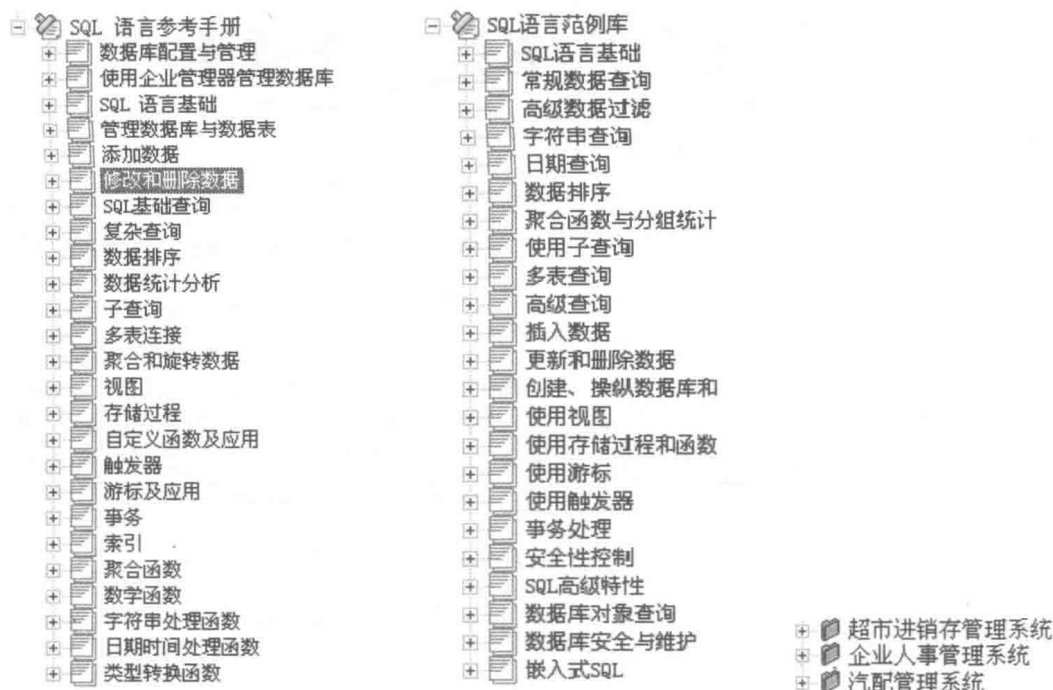 SQL 语言参考手册
数据库配置与管理
使用企业管理器管理数据库
SQL 语言基础
管理数据库与数据表
添加数据
修改和删除数据
SQL基础查询
复杂查询
数据排序
数据统计分析
子查询
多表连接
聚合和旋转数据
视图
存储过程
自定义函数及应用
触发器
游标及应用
事务
索引
聚合函数
数学函数
字符串处理函数
日期时间处理函数
类型转换函数
SQL语言范例库
SQL语言基础
常规数据查询
高级数据过滤
字符串查询
日期查询
数据排序
聚合函数与分组统计
使用子查询
多表查询
高级查询
插入数据
更新和删除数据
创建、操纵数据库和
使用视图
使用存储过程和函数
使用游标
使用触发器
事务处理
安全性控制
SQL高级特性
数据库对象查询
数据库安全与维护
嵌入式SQL
超市进销存管理系统
企业人事管理系统
汽配管理系统